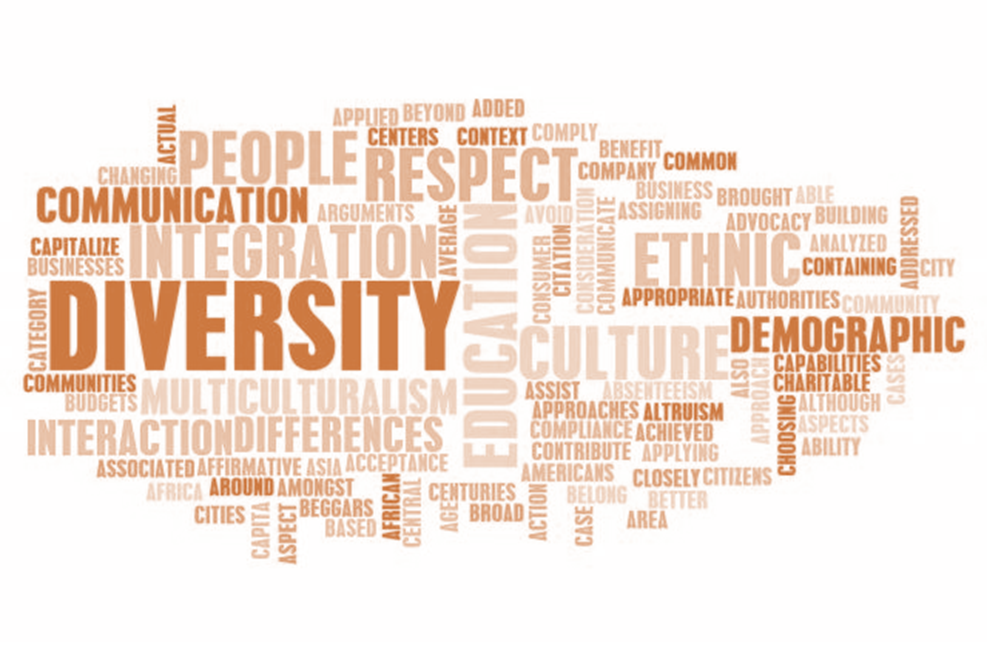 ACTUAL
APPLIED BEYOND ADDED
CENTERS CONTEXT COMPLY
CHANGING PEOPLE RESPECT BENEFIT
COMPANY COMMON
COMMUNICATION ARGUMENTS
AVERAGE
AVOID
CONSIDERATION
COMMUNICATE
BUSINESS BROUGHT ABLE
ASSIGNING ADVOCACY BUILDING
ADDRESSED
CAPITALIZE
BUSINESSES
INTEGRATION
EDUCATION
CONSUMER
CITATION
ETHNIC
ANALYZED
CONTAINING
CITY
APPROPRIATE AUTHORITIES COMMUNITY
CATEGORY
DIVERSITY
CULTURE
DEMOGRAPHIC
ALSO
APPROACH
CAPABILITIES
CHARITABLE
CASES
COMMUNITIES
BUDGETS
MULTICULTURALISM
ASSIST ABSENTEEISM
APPROACHES ALTRUISM
CHOOSING
ALTHOUGH
ASPECTS
ABILITY
INTERACTION DIFFERENCES
COMPLIANCE ACHIEVED
CONTRIBUTE APPLYING
ASSOCIATED AFFIRMATIVE ASIA ACCEPTANCE
AMERICANS CLOSELY CITIZENS
AFRICA AROUND AMONGST
AFRICAN
CENTRAL
AGE
CENTURIES
BROAD
ACTION
BELONG BETTER
CASE
AREA
CITIES
CAPITA
ASPECT
BEGGARS
BASED